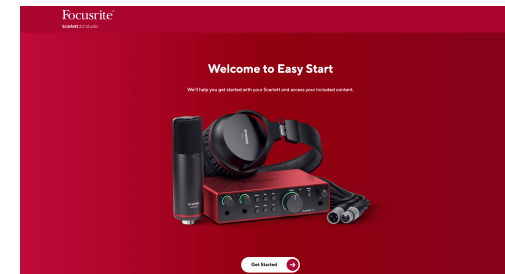 Focusrite®
Scarlett 2i2 Studio
Welcome to Easy Start
We'll help you get started with your Scarlett and access your included content.
Get Started